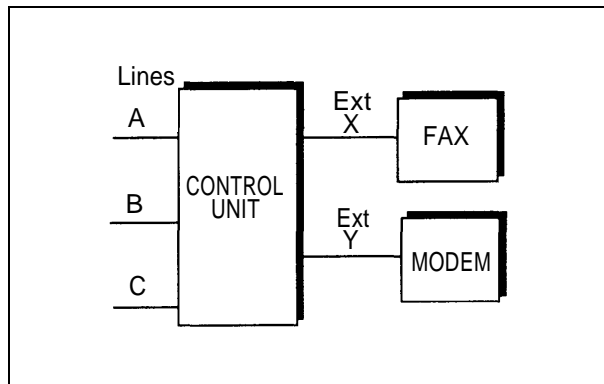 Lines
A
B
C
CONTROL
UNIT
Ext
X
FAX
Ext
Y
MODEM